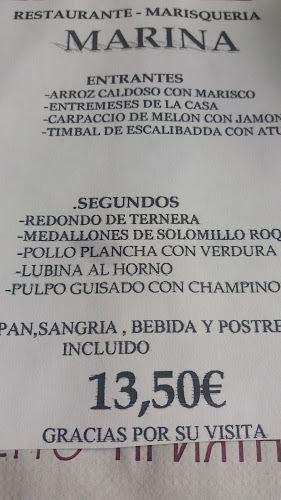 RESTAURANTE - MARISQUERIA
MARINA
ENTRANTES
-ARROZ CALDOSO CON MARISCO
-ENTREMESES DE LA CASA
-CARPACCIO DE MELON CON JAMON
-TIMBAL DE ESCALIBADDA CON ATU
.SEGUNDOS
-REDONDO DE TERNERA
-MEDALLONES DE SOLOMILLO ROQ
-POLLO PLANCHA CON VERDURA
-LUBINA AL HORNO
-PULPO GUISADO CON CHAMPINO
PAN,SANGRIA , BEBIDA Y POSTRE
INCLUIDO
13,50€
GRACIAS POR SU VISITA